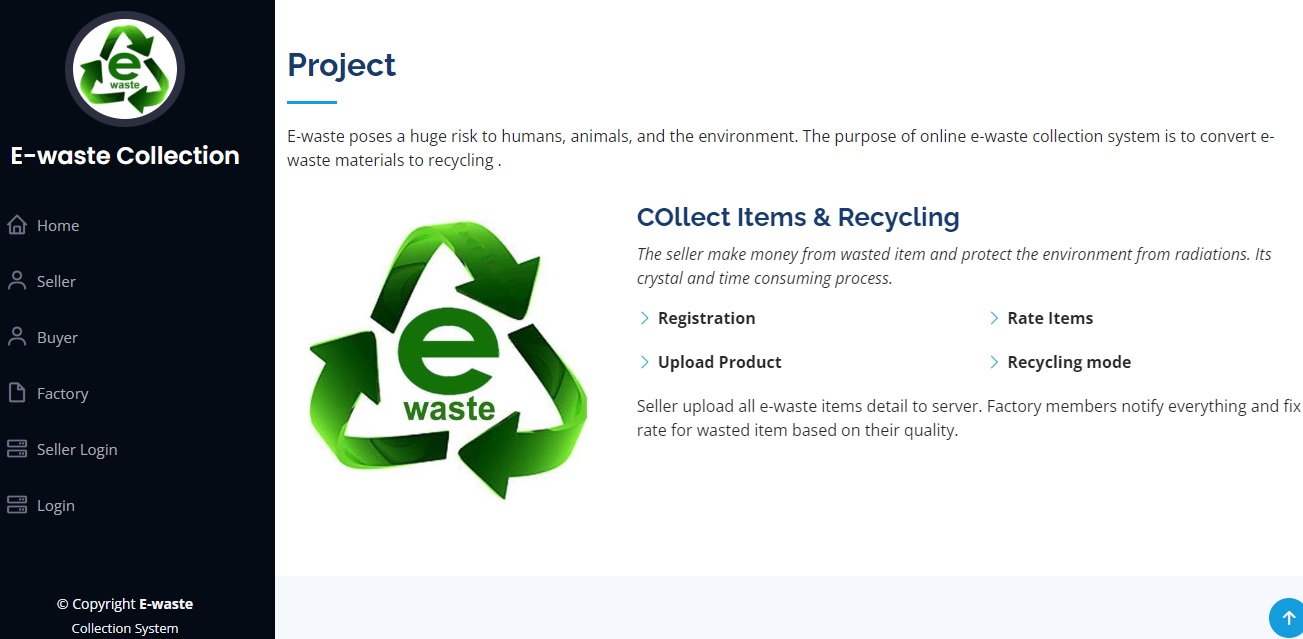 e
waste
E-waste Collection
Home
Seller
Buyer
Factory
Seller Login
Login
© Copyright E-waste
Collection System
Project
E-waste poses a huge risk to humans, animals, and the environment. The purpose of online e-waste collection system is to convert e-
waste materials to recycling .
e
waste
COllect Items & Recycling
The seller make money from wasted item and protect the environment from radiations. Its
crystal and time consuming process.
Registration
Rate Items
Upload Product
Recycling mode
Seller upload all e-waste items detail to server. Factory members notify everything and fix
rate for wasted item based on their quality.